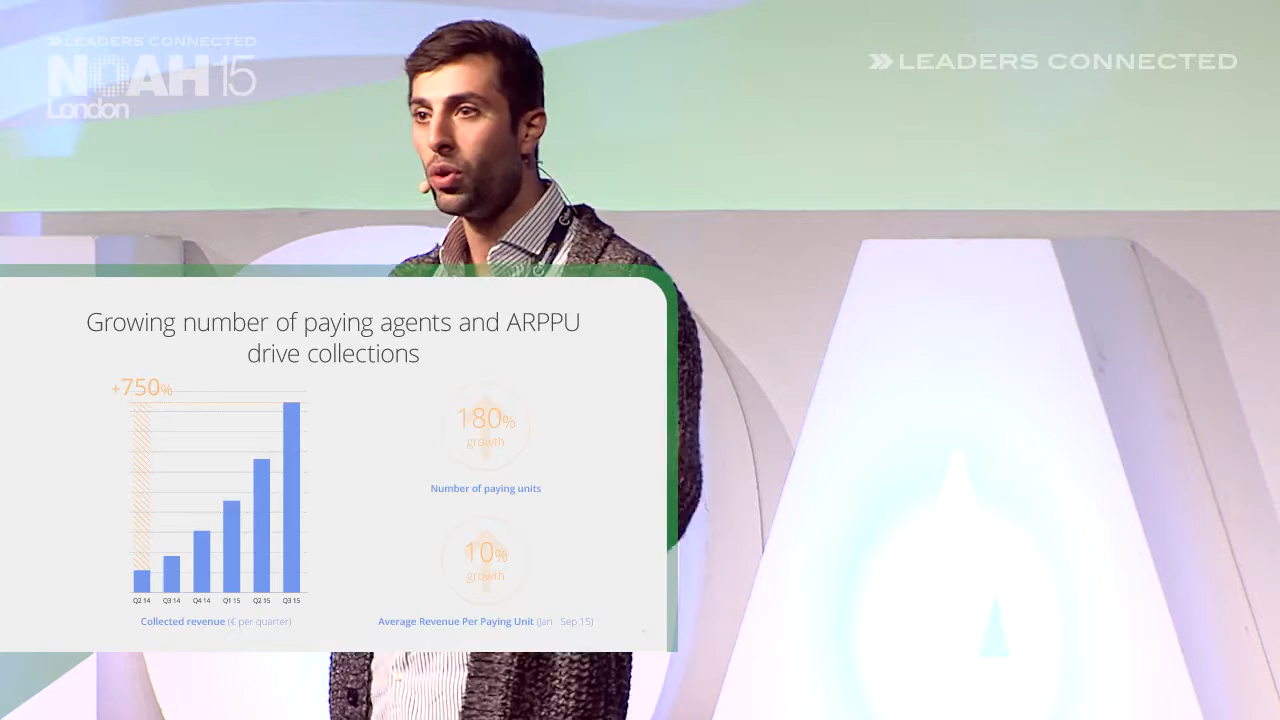 LEADERS CONNECTED
NOAH15
London
LEADERS CONNECTED
Growing number of paying agents and ARPPU
drive collections
+750%
180%
growth
Number of paying units
10%
growth
Q2 14 Q3 14 Q4 14 Q1 15 Q2 15 Q3 15
Collected revenue (€ per quarter)
Average Revenue Per Paying Unit (Jan Sep 15)